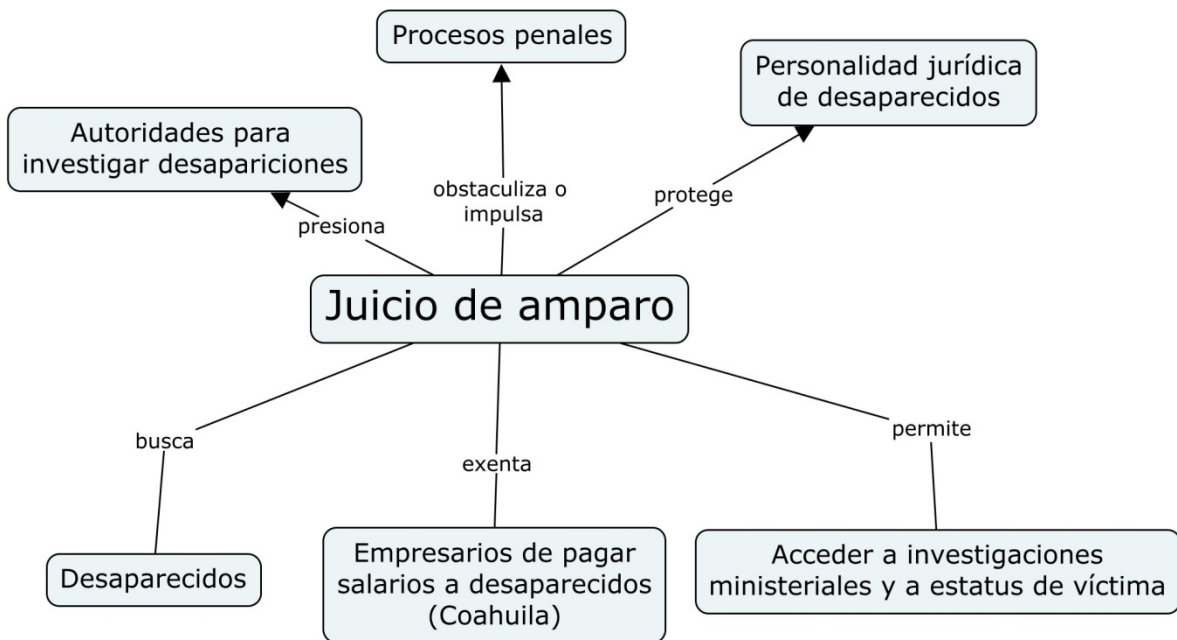 Procesos penales
Personalidad jurídica
de desaparecidos
Autoridades para
investigar desapariciones
obstaculiza o
impulsa
protege
presiona
Juicio de amparo
busca
exenta
permite
Desaparecidos
Empresarios de pagar
salarios a desaparecidos
(Coahuila)
Acceder a investigaciones
ministeriales y a estatus de víctima